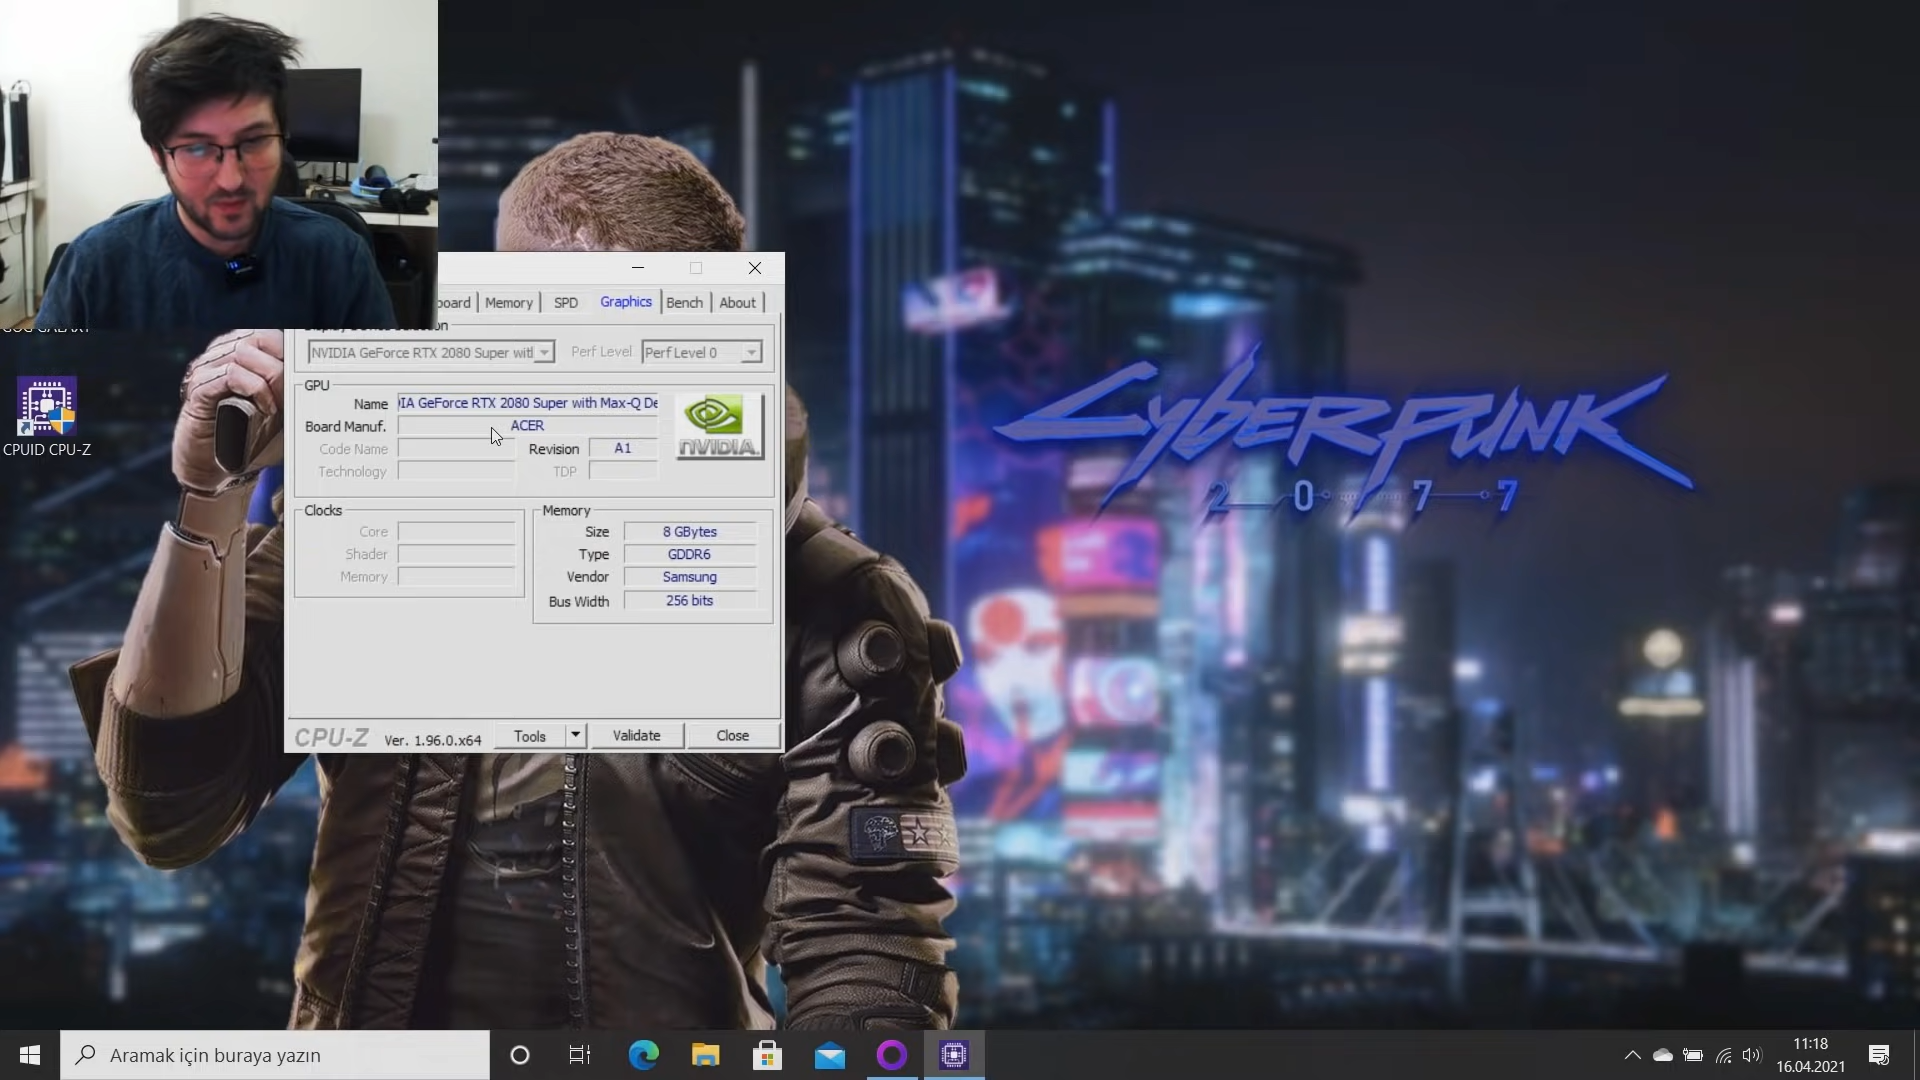 board Memory SPD Graphics Bench About
NVIDIA GeForce RTX 2080 Super with Perf Level Perf Level 0
GPU
Name IA GeForce RTX 2080 Super with Max-Q De
Board Manuf. ACER
Code Name Revision A1
Technology TDP
NVIDIA.
Clocks
Core
Shader
Memory
Memory
Size 8 GBytes
Type GDDR6
Vendor Samsung
Bus Width 256 bits
CPU-Z Ver. 1.96.0.x64 Tools Validate Close
CPUID CPU-Z
Cyberpunk
2077
Aramak için buraya yazın
11:18
16.04.2021